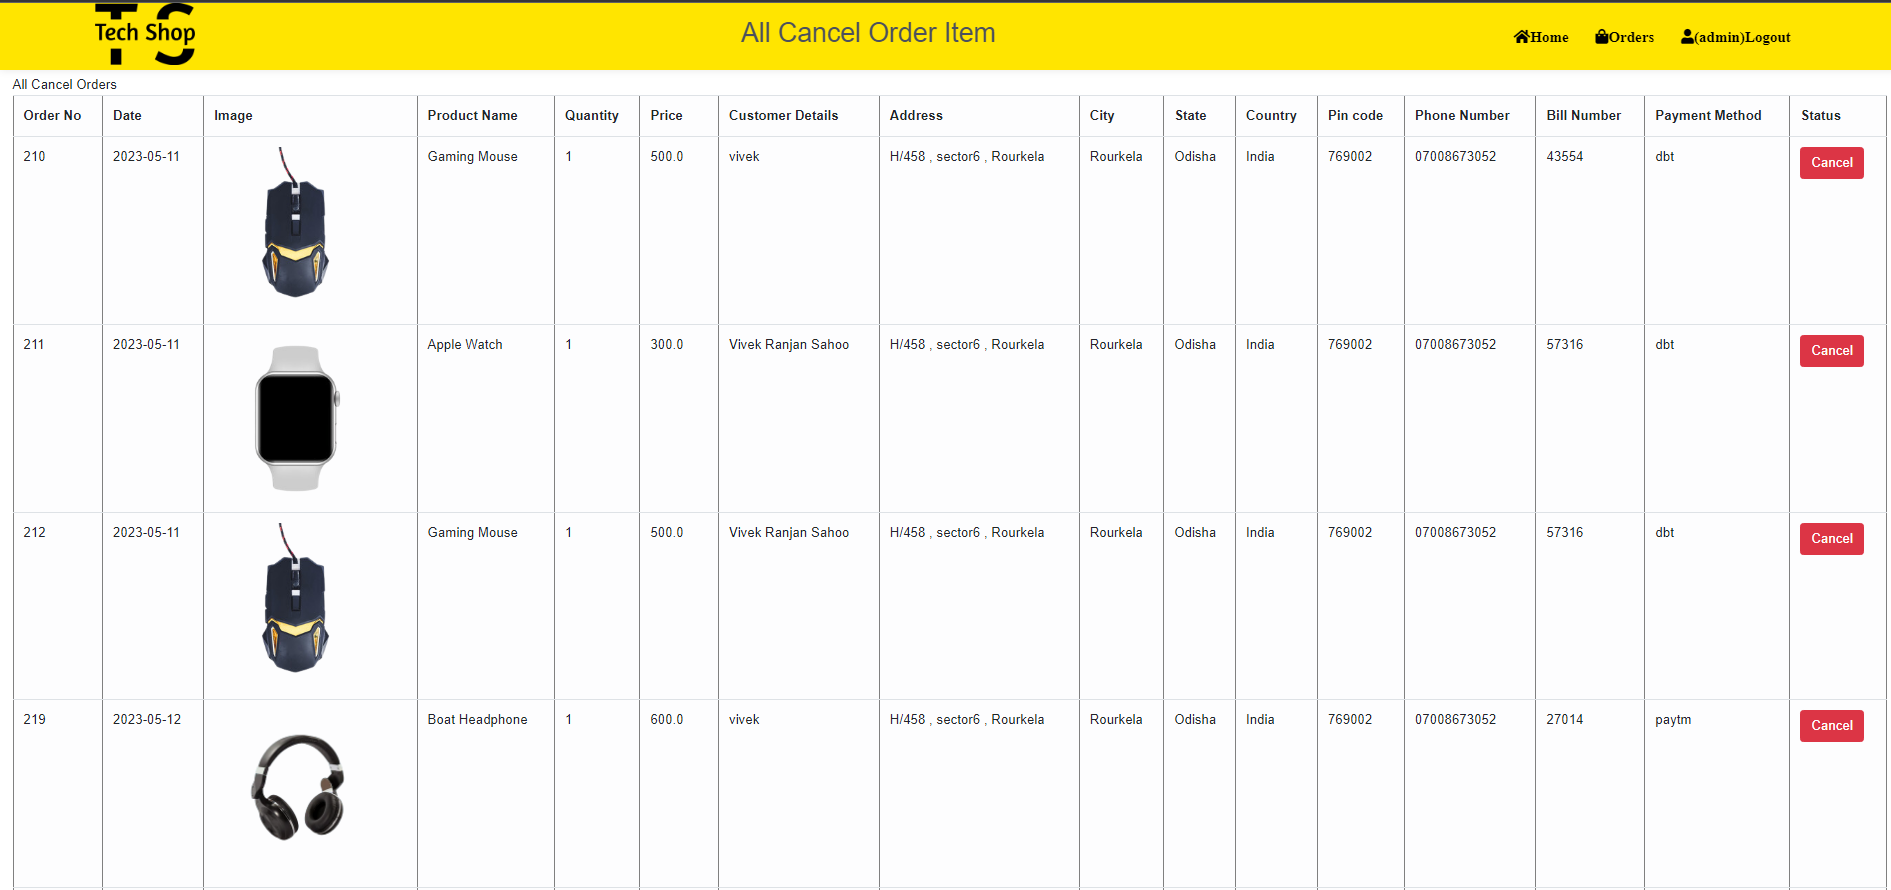 TS
Tech Shop
All Cancel Order Item
Home Orders (admin)Logout
All Cancel Orders
Order No Date Image Product Name Quantity Price Customer Details Address City State Country Pin code Phone Number Bill Number Payment Method Status
210 2023-05-11 Gaming Mouse 1 500.0 vivek H/458 , sector6 , Rourkela Rourkela Odisha India 769002 07008673052 43554 dbt Cancel
211 2023-05-11 Apple Watch 1 300.0 Vivek Ranjan Sahoo H/458 , sector6 , Rourkela Rourkela Odisha India 769002 07008673052 57316 dbt Cancel
212 2023-05-11 Gaming Mouse 1 500.0 Vivek Ranjan Sahoo H/458 , sector6 , Rourkela Rourkela Odisha India 769002 07008673052 57316 dbt Cancel
219 2023-05-12 Boat Headphone 1 600.0 vivek H/458 , sector6 , Rourkela Rourkela Odisha India 769002 07008673052 27014 paytm Cancel